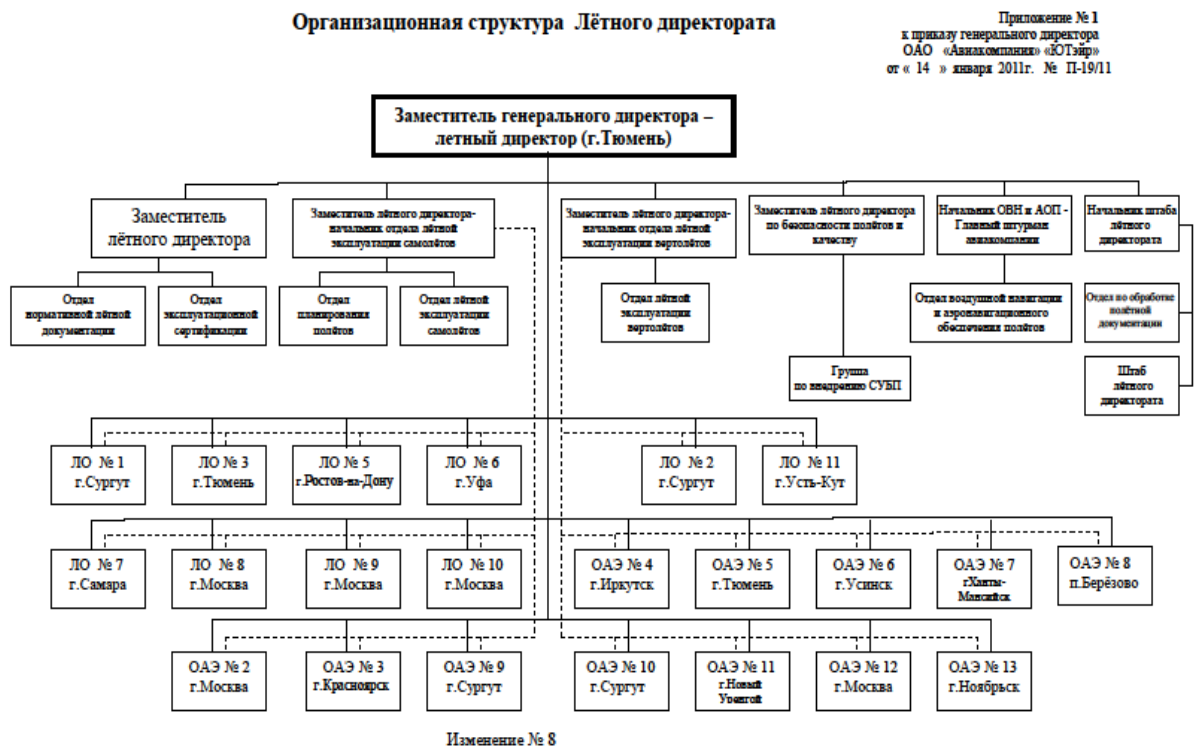 Организационная структура Лётного директората
Приложение № 1
к приказу генерального директора
ОАО «Авиакомпания» «ЮТэйр»
от « 14 » января 2011г. № П-19/11
Заместитель генерального директора –
летный директор (г.Тюмень)
Заместитель
лётного директора
Заместитель лётного директора-
начальник отдела лётной
эксплуатации самолётов
Заместитель лётного директора-
начальник отдела лётной
эксплуатации вертолётов
Заместитель лётного директора
по безопасности полётов и
качеству
Начальник ОВН и АОП -
Главный штурман
авиакомпании
Начальник штаба
лётного
директората
Отдел
нормативной лётной
документации
Отдел
эксплуатационной
сертификации
Отдел
планирования
полётов
Отдел лётной
эксплуатации
самолётов
Отдел лётной
эксплуатации
вертолётов
Отдел воздушной навигации
и аэронавигационного
обеспечения полётов
Отдел по обработке
полётной
документации
Группа
по внедрению СУБП
Штаб
лётного
директората
ЛО № 1
г.Сургут
ЛО № 3
г.Тюмень
ЛО № 5
г.Ростов-на-Дону
ЛО № 6
г.Уфа
ЛО № 2
г.Сургут
ЛО № 11
г.Усть-Кут
ЛО № 7
г.Самара
ЛО № 8
г.Москва
ЛО № 9
г.Москва
ЛО № 10
г.Москва
ОАЭ № 4
г.Иркутск
ОАЭ № 5
г.Тюмень
ОАЭ № 6
г.Усинск
ОАЭ № 7
г.Ханты-
Мансийск
ОАЭ № 8
п.Берёзово
ОАЭ № 2
г.Москва
ОАЭ № 3
г.Красноярск
ОАЭ № 9
г.Сургут
ОАЭ № 10
г.Сургут
ОАЭ № 11
г.Новый
Уренгой
ОАЭ № 12
г.Москва
ОАЭ № 13
г.Ноябрьск
Изменение № 8